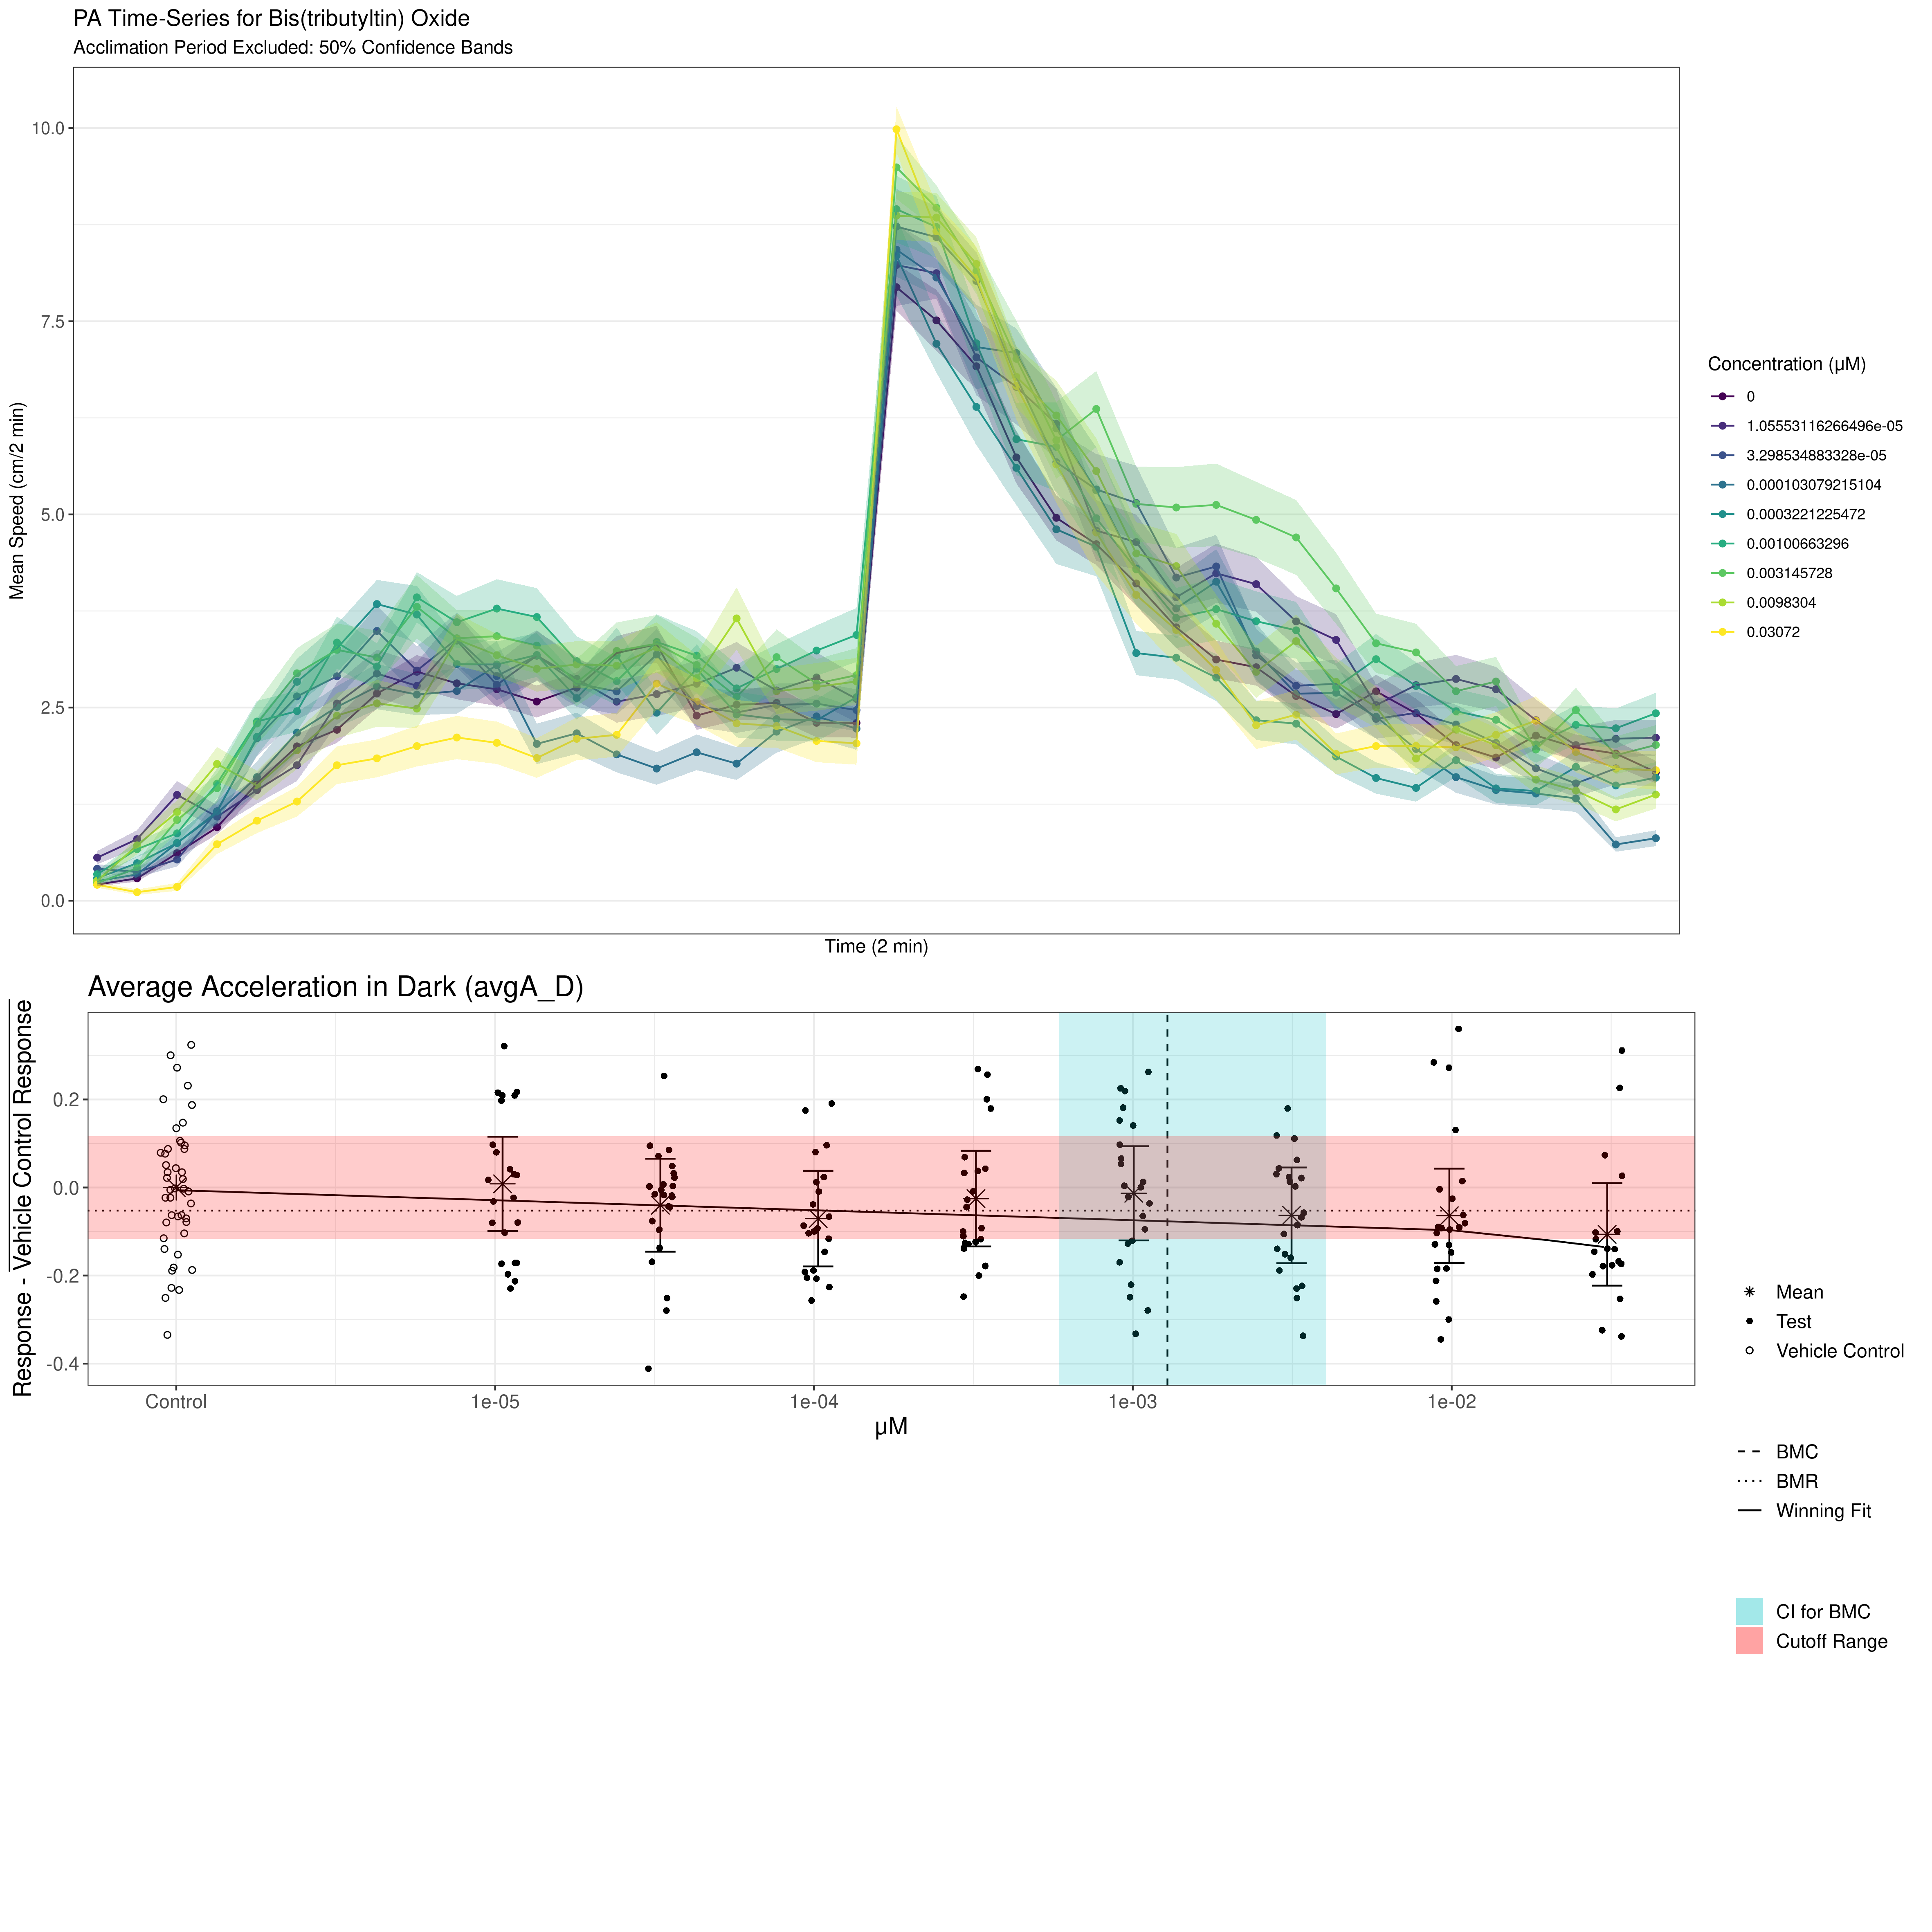 PA Time-Series for Bis(tributyltin) Oxide
Acclimation Period Excluded: 50% Confidence Bands
Mean Speed (cm/2 min)
10.0
7.5
5.0
2.5
0.0
Time (2 min)
Concentration (µM)
0
1.05553116266496e-05
3.298534883328e-05
0.000103079215104
0.0003221225472
0.00100663296
0.003145728
0.0098304
0.03072
Average Acceleration in Dark (avgA_D)
Response - Vehicle Control Response
0.2
0.0
-0.2
-0.4
Control
1e-05
1e-04
1e-03
1e-02
µM
Mean
Test
Vehicle Control
BMC
BMR
Winning Fit
CI for BMC
Cutoff Range